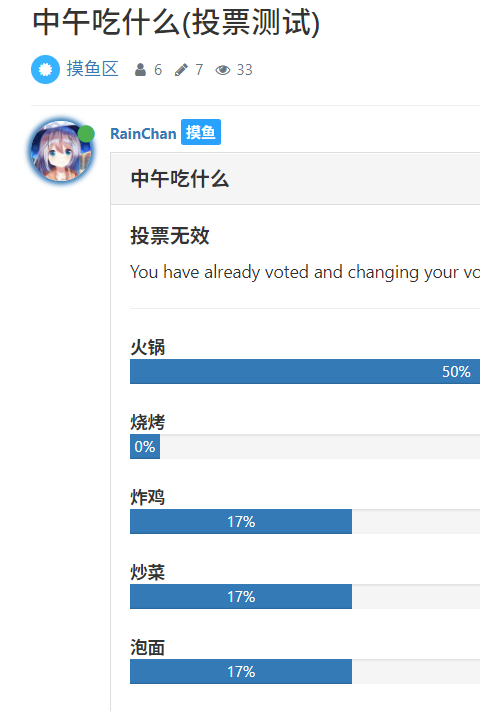 中午吃什么(投票测试)
摸鱼区 6 7 33
RainChan 摸鱼
中午吃什么
投票无效
You have already voted and changing your vo
火锅
50%
烧烤
0%
炸鸡
17%
炒菜
17%
泡面
17%